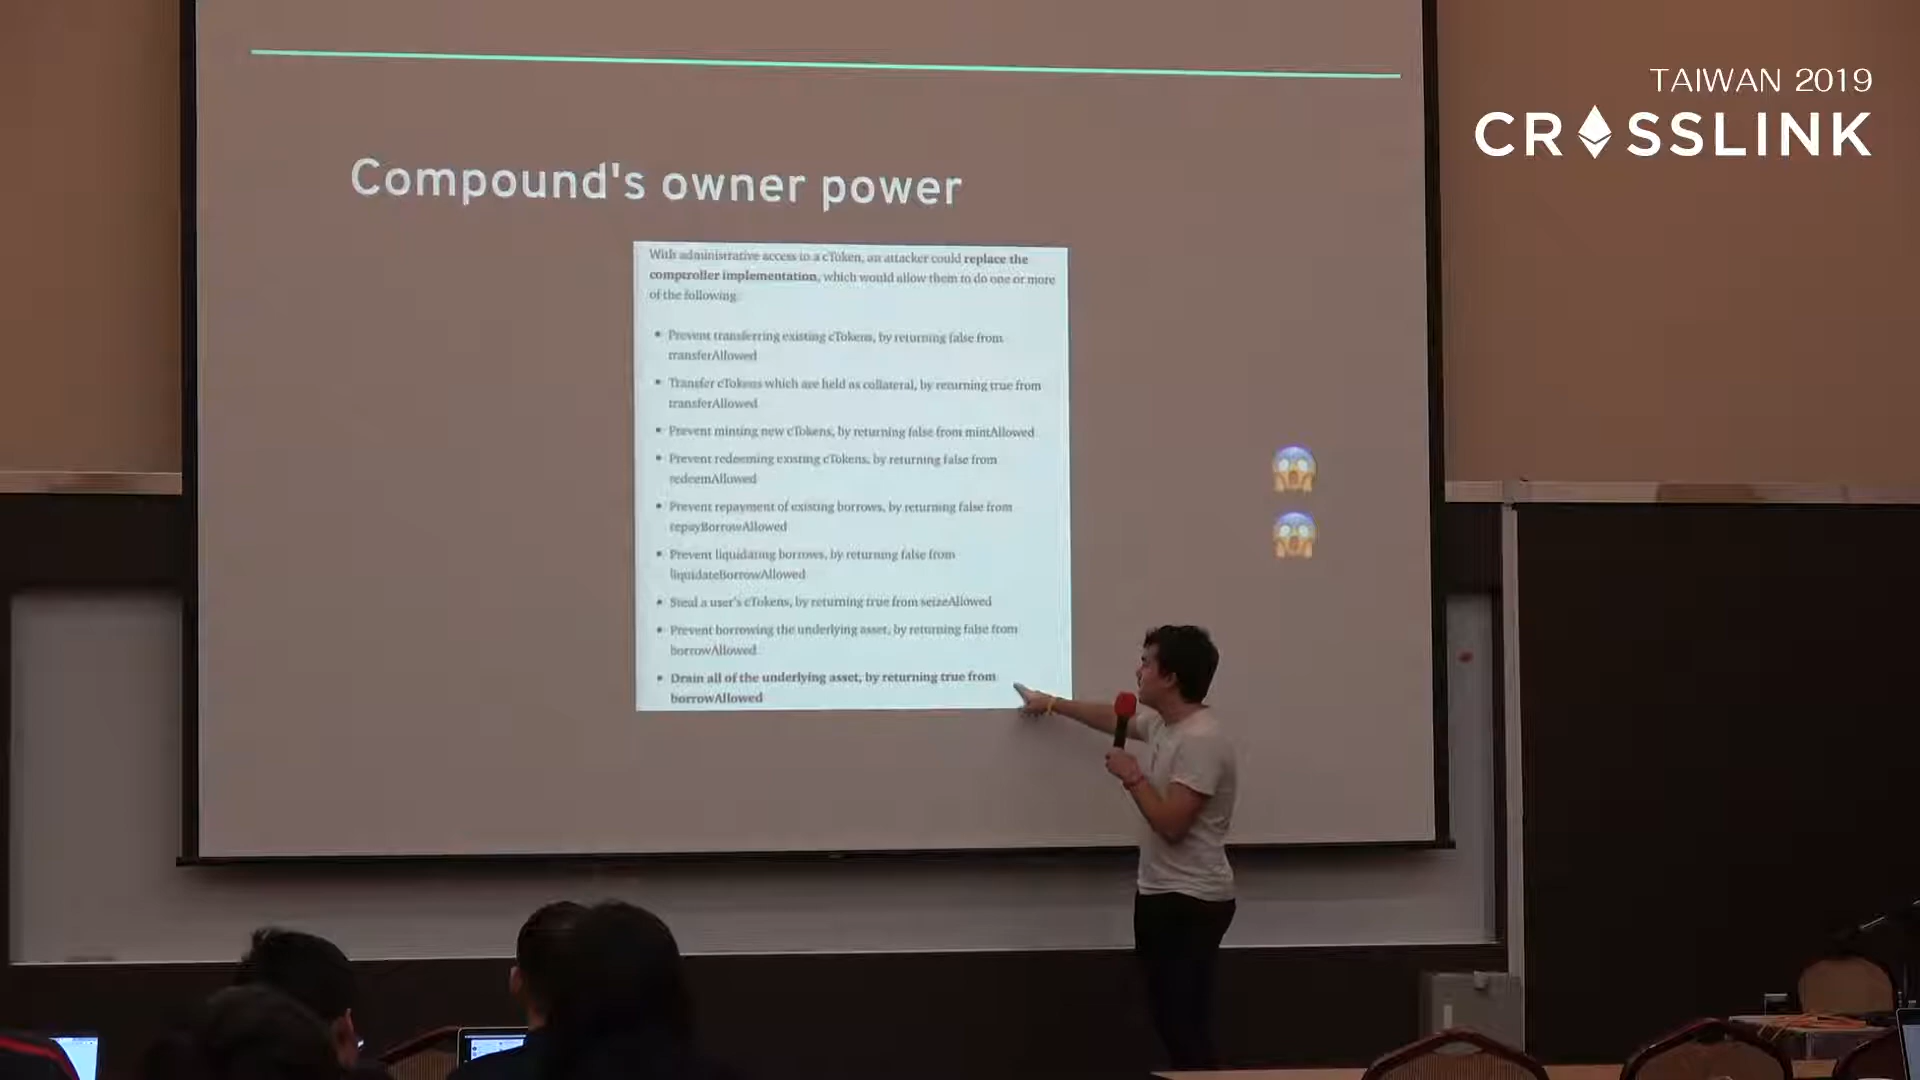 TAIWAN 2019
CROSSLINK
Compound's owner power
With administrative access to a cToken, an attacker could replace the
comptroller implementation, which would allow them to do one or more
of the following:
• Prevent transferring existing cTokens, by returning false from
transferAllowed
• Transfer cTokens which are held as collateral, by returning true from
transferAllowed
• Prevent minting new cTokens, by returning false from mintAllowed
• Prevent redeeming existing cTokens, by returning false from
redeemAllowed
• Prevent repayment of existing borrows, by returning false from
repayBorrowAllowed
• Prevent liquidating borrows, by returning false from
liquidateBorrowAllowed
• Steal a user's cTokens, by returning true from seizeAllowed
• Prevent borrowing the underlying asset, by returning false from
borrowAllowed
• Drain all of the underlying asset, by returning true from
borrowAllowed